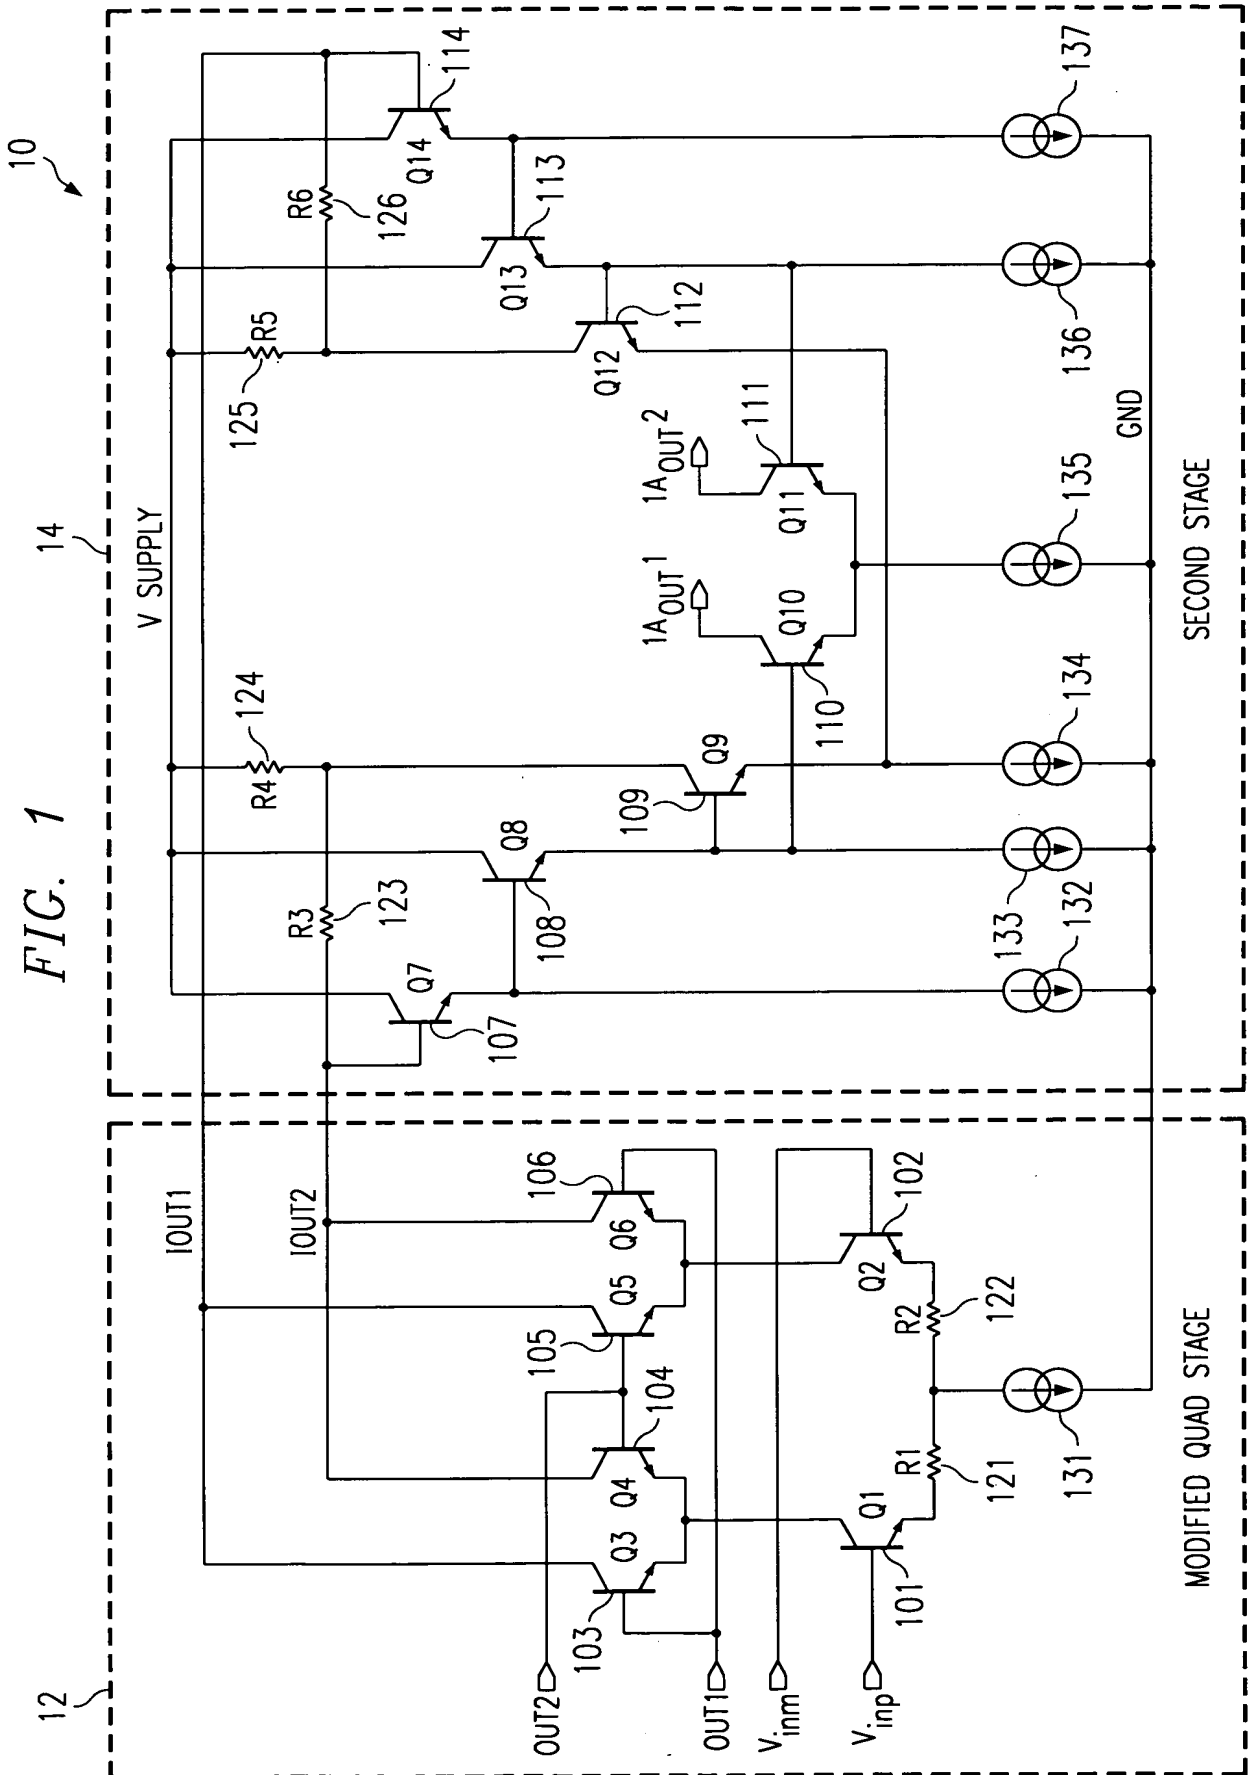 FIG. 1
10
12
14
V SUPPLY
IOUT1
IOUT2
R3
123
R4
124
125
R5
R6
126
Q14
114
Q7
107
Q8
108
Q13
113
Q12
112
109
Q9
1AOUT1
1AOUT2
Q10
110
Q11
111
OUT2
OUT1
Vinm
Vinp
103
Q3
Q4
104
105
Q5
Q6
106
101
Q1
Q2
102
R1
121
R2
122
131
132
133
134
135
136
137
GND
MODIFIED QUAD STAGE
SECOND STAGE